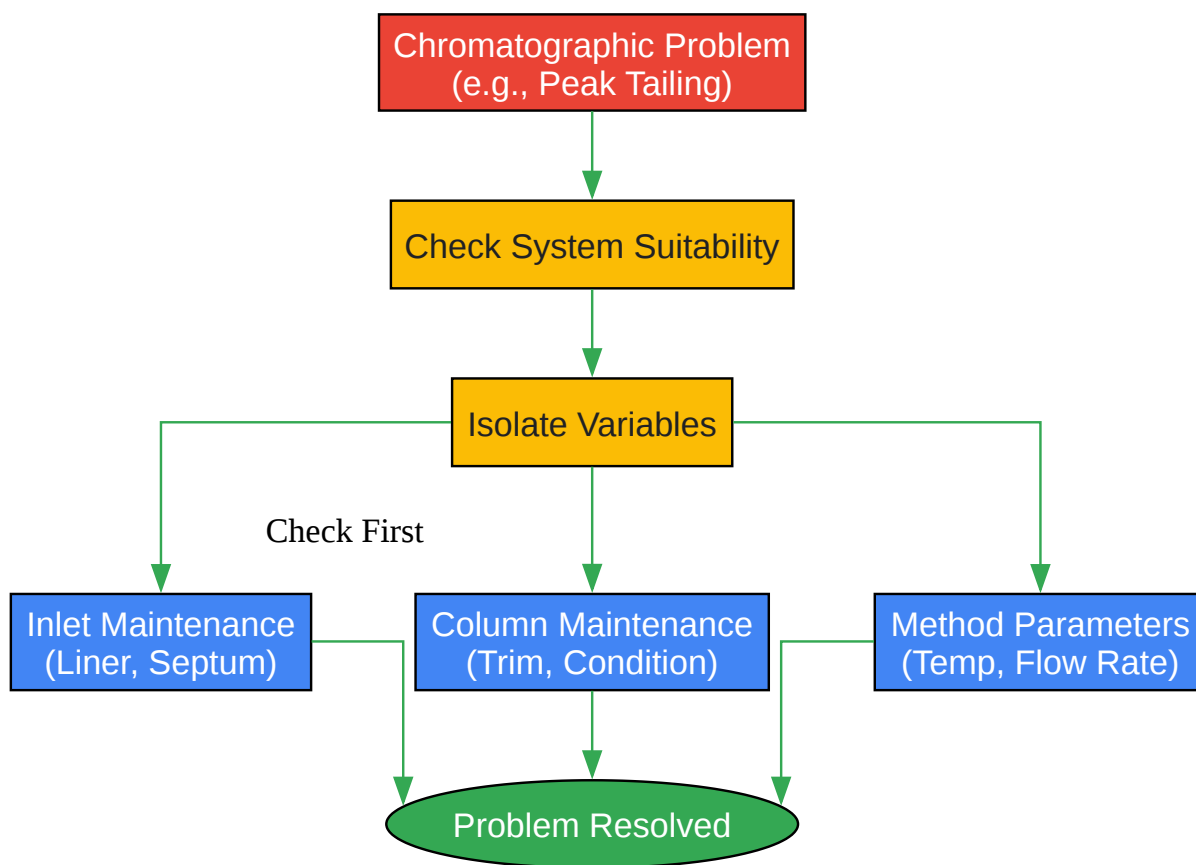 Chromatographic Problem
(e.g., Peak Tailing)
Check System Suitability
Isolate Variables
Check First
Inlet Maintenance
(Liner, Septum)
Column Maintenance
(Trim, Condition)
Method Parameters
(Temp, Flow Rate)
Problem Resolved